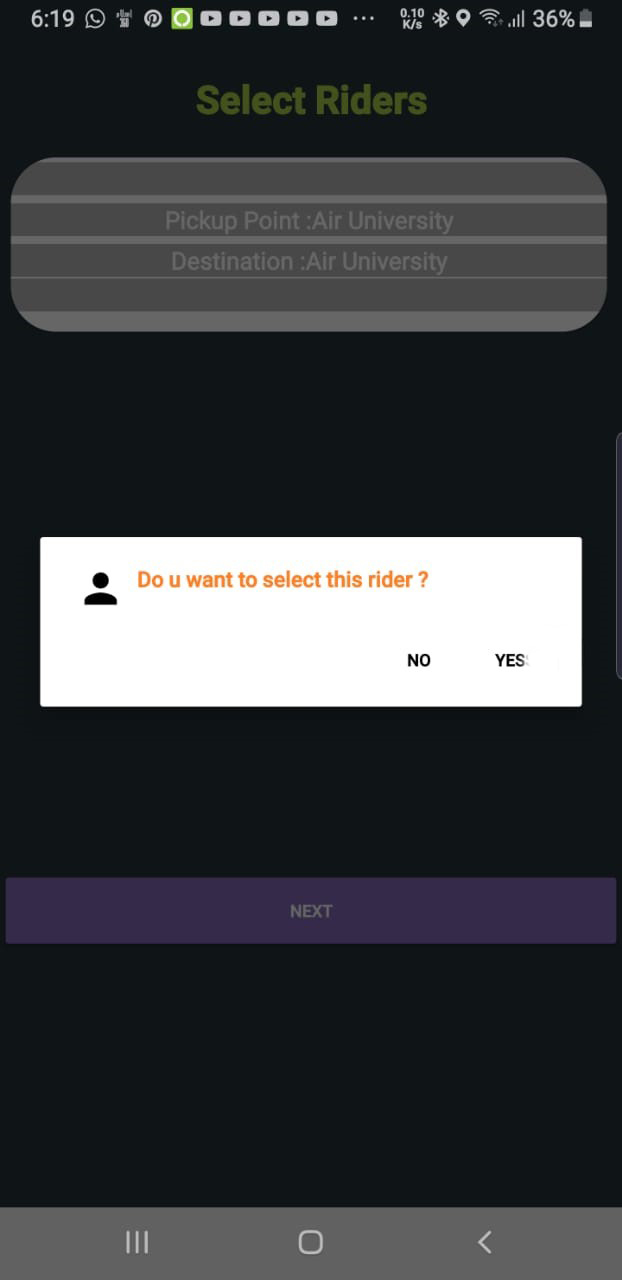 6:19 0.10 K/s 36%
Select Riders
Pickup Point :Air University
Destination :Air University
Do u want to select this rider ?
NO YES
NEXT